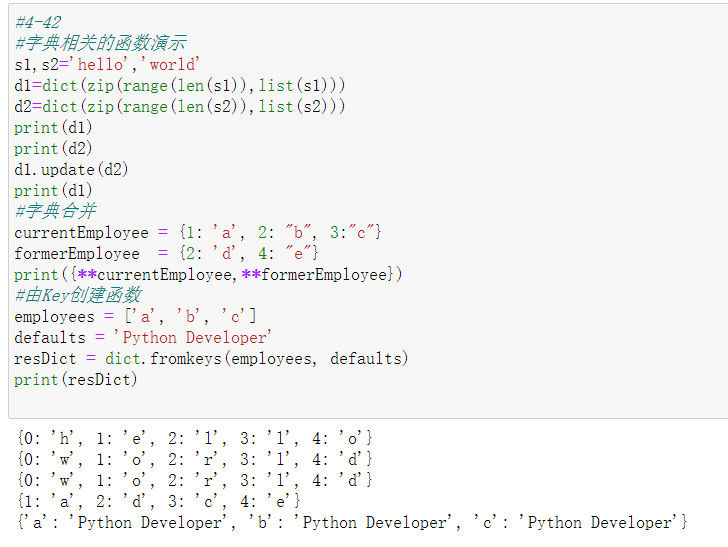 #4-42
#字典相关的函数演示
s1,s2='hello','world'
d1=dict(zip(range(len(s1)),list(s1)))
d2=dict(zip(range(len(s2)),list(s2)))
print(d1)
print(d2)
d1.update(d2)
print(d1)
#字典合并
currentEmployee = {1: 'a', 2: "b", 3:"c"}
formerEmployee  = {2: 'd', 4: "e"}
print({**currentEmployee,**formerEmployee})
#由Key创建函数
employees = ['a', 'b', 'c']
defaults = 'Python Developer'
resDict = dict.fromkeys(employees, defaults)
print(resDict)
{0: 'h', 1: 'e', 2: 'l', 3: 'l', 4: 'o'}
{0: 'w', 1: 'o', 2: 'r', 3: 'l', 4: 'd'}
{0: 'w', 1: 'o', 2: 'r', 3: 'l', 4: 'd'}
{1: 'a', 2: 'd', 3: 'c', 4: 'e'}
{'a': 'Python Developer', 'b': 'Python Developer', 'c': 'Python Developer'}